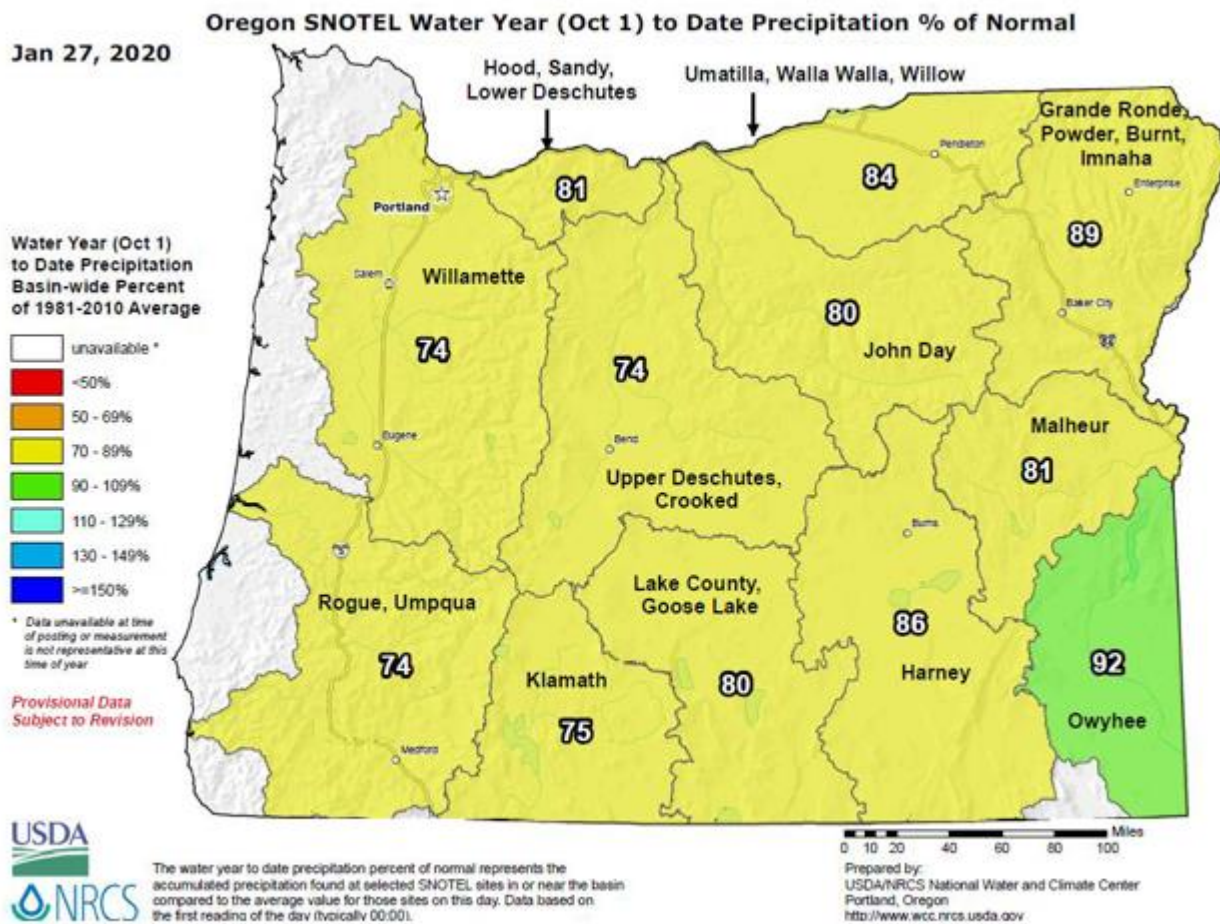 Oregon SNOTEL Water Year (Oct 1) to Date Precipitation % of Normal
Jan 27, 2020
Hood, Sandy,
Lower Deschutes
Umatilla, Walla Walla, Willow
Grande Ronde,
Powder, Burnt,
Imnaha
Pendleton
Enterprise
81
84
89
Portland
Water Year (Oct 1)
to Date Precipitation
Basin-wide Percent
of 1981-2010 Average
unavailable *
<50%
50 - 69%
70 - 89%
90 - 109%
110 - 129%
130 - 149%
>=150%
* Data unavailable at time
of posting or measurement
is not representative at this
time of year
Provisional Data
Subject to Revision
Salem
Willamette
74
74
80
John Day
Baker City
Eugene
Bend
Upper Deschutes,
Crooked
Malheur
81
Burns
5
Rogue, Umpqua
74
Lake County,
Goose Lake
Klamath
75
80
86
Harney
92
Owyhee
Medford
Miles
0 10 20 40 60 80 100
USDA
NRCS
The water year to date precipitation percent of normal represents the
accumulated precipitation found at selected SNOTEL sites in or near the basin
compared to the average value for those sites on this day. Data based on
the first reading of the day (typically 00:00).
Prepared by:
USDA/NRCS National Water and Climate Center
Portland, Oregon
http://www.wcc.nrcs.usda.gov